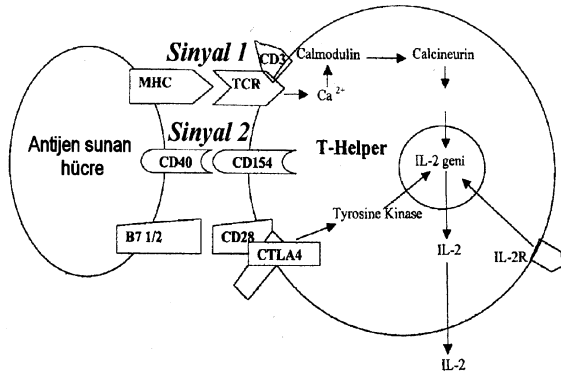 Sinyal 1
CD3
Calmodulin
Calcineurin
MHC
TCR
Ca 2+
Sinyal 2
Antijen sunan
hücre
CD40
CD154
T-Helper
IL-2 geni
B7 1/2
CD28
CTLA4
Tyrosine Kinase
IL-2
IL-2R
IL-2